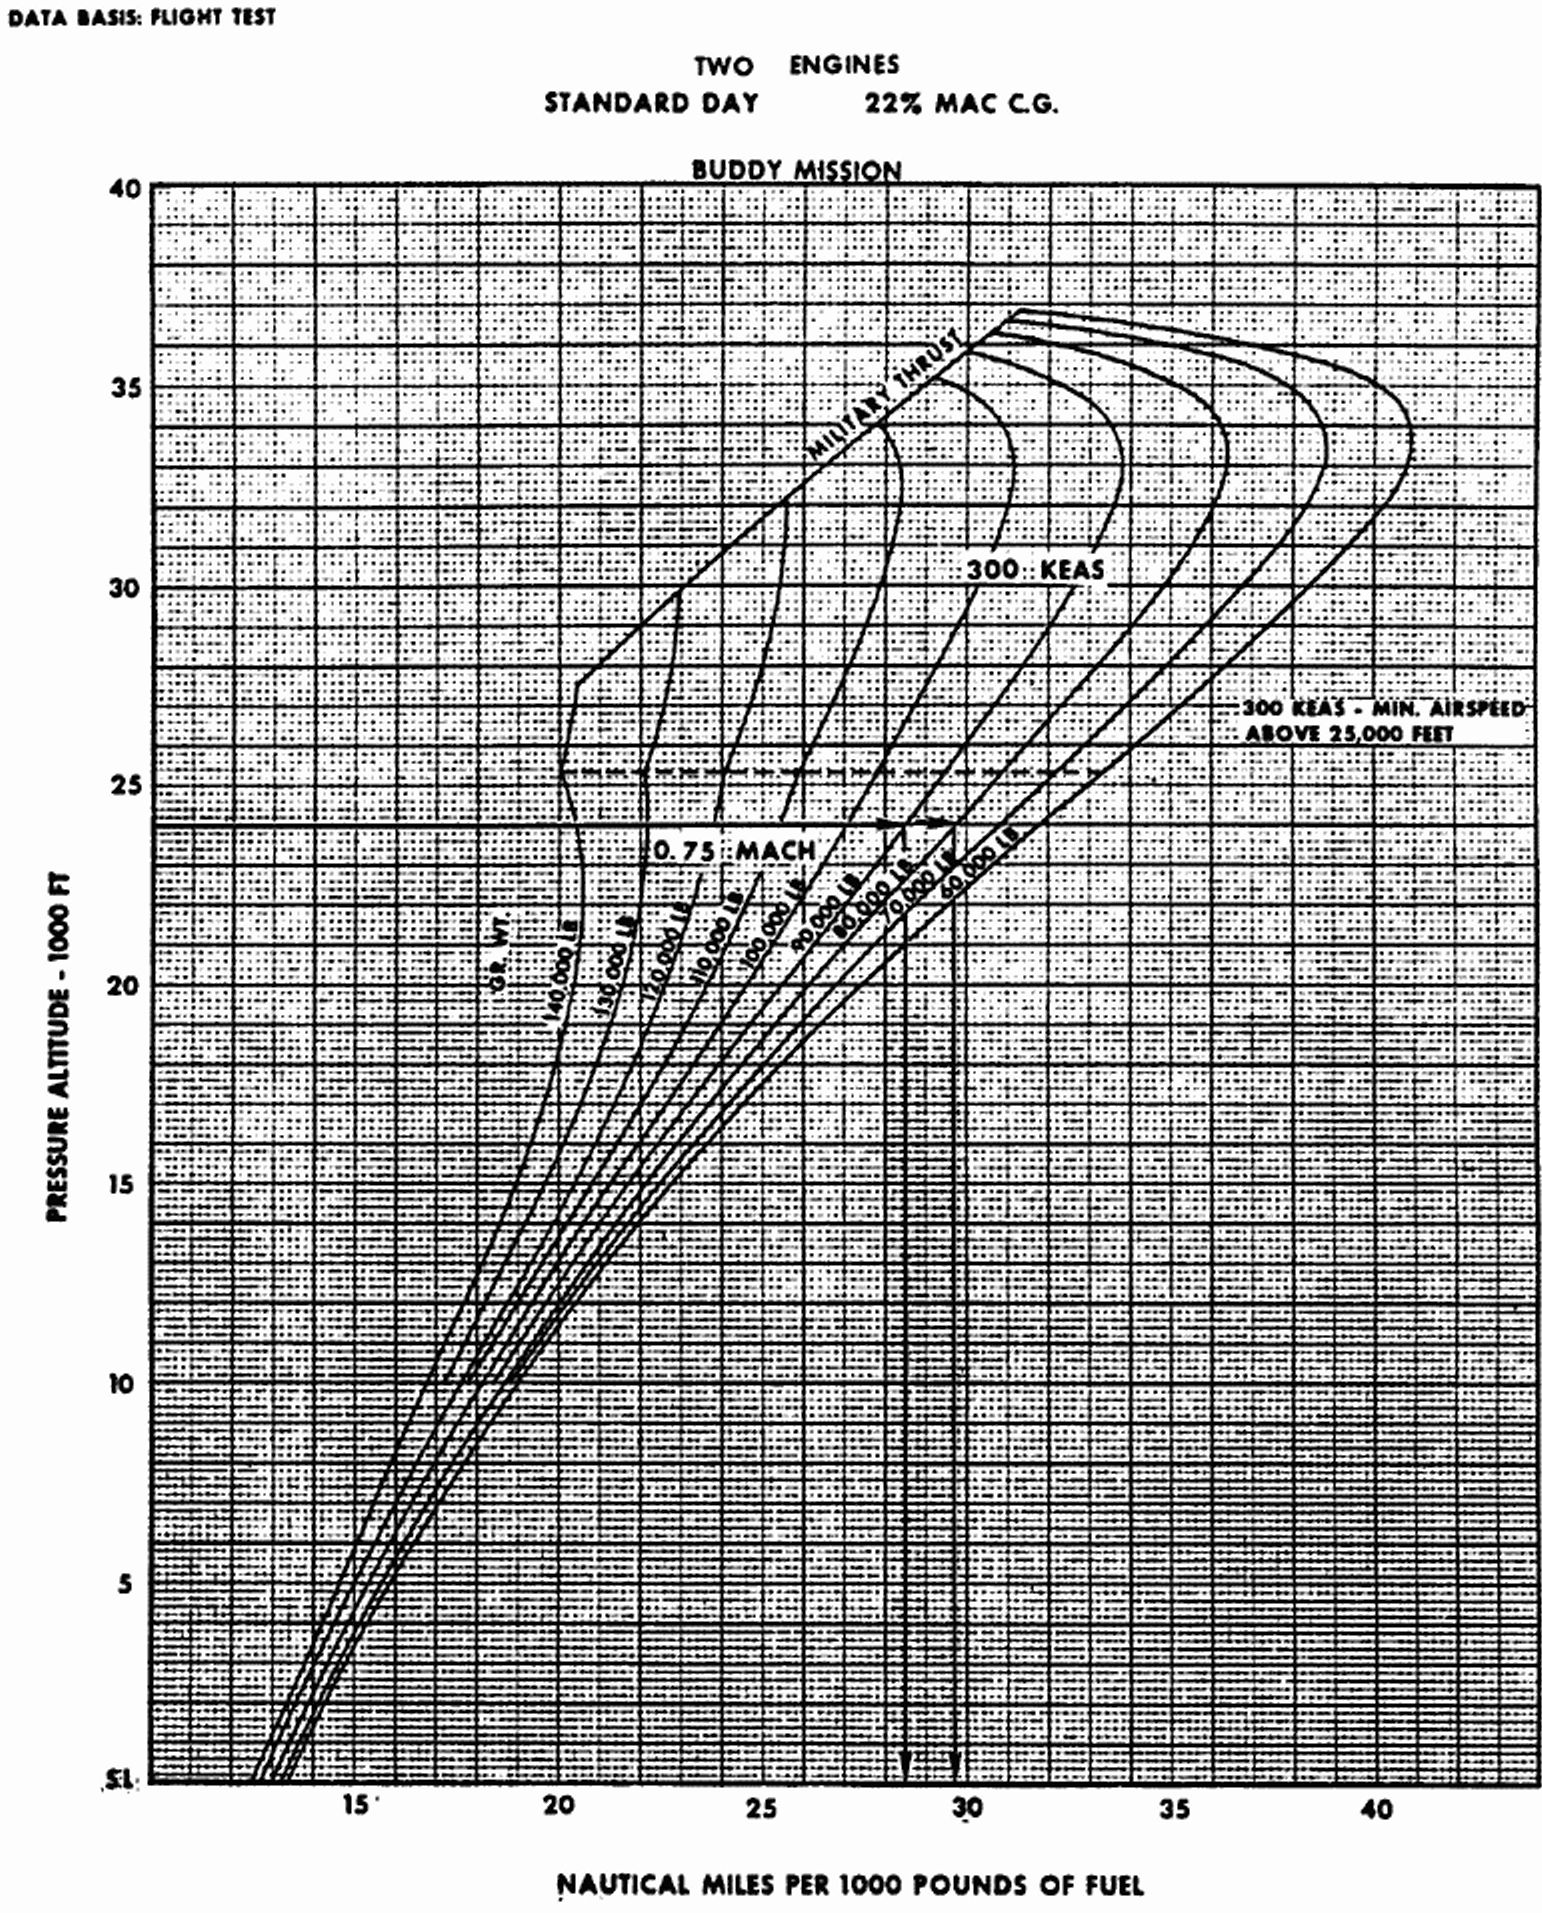 DATA BASIS: FLIGHT TEST
TWO ENGINES
STANDARD DAY 22% MAC C.G.
BUDDY MISSION
40
35
30
25
20
15
10
5
S.L.
PRESSURE ALTITUDE - 1000 FT
MILITARY THRUST
300 KEAS
300 KEAS - MIN. AIRSPEED
ABOVE 25,000 FEET
0.75 MACH
GR. WT.
140,000 LB
130,000 LB
120,000 LB
110,000 LB
100,000 LB
90,000 LB
80,000 LB
70,000 LB
60,000 LB
15 20 25 30 35 40
NAUTICAL MILES PER 1000 POUNDS OF FUEL